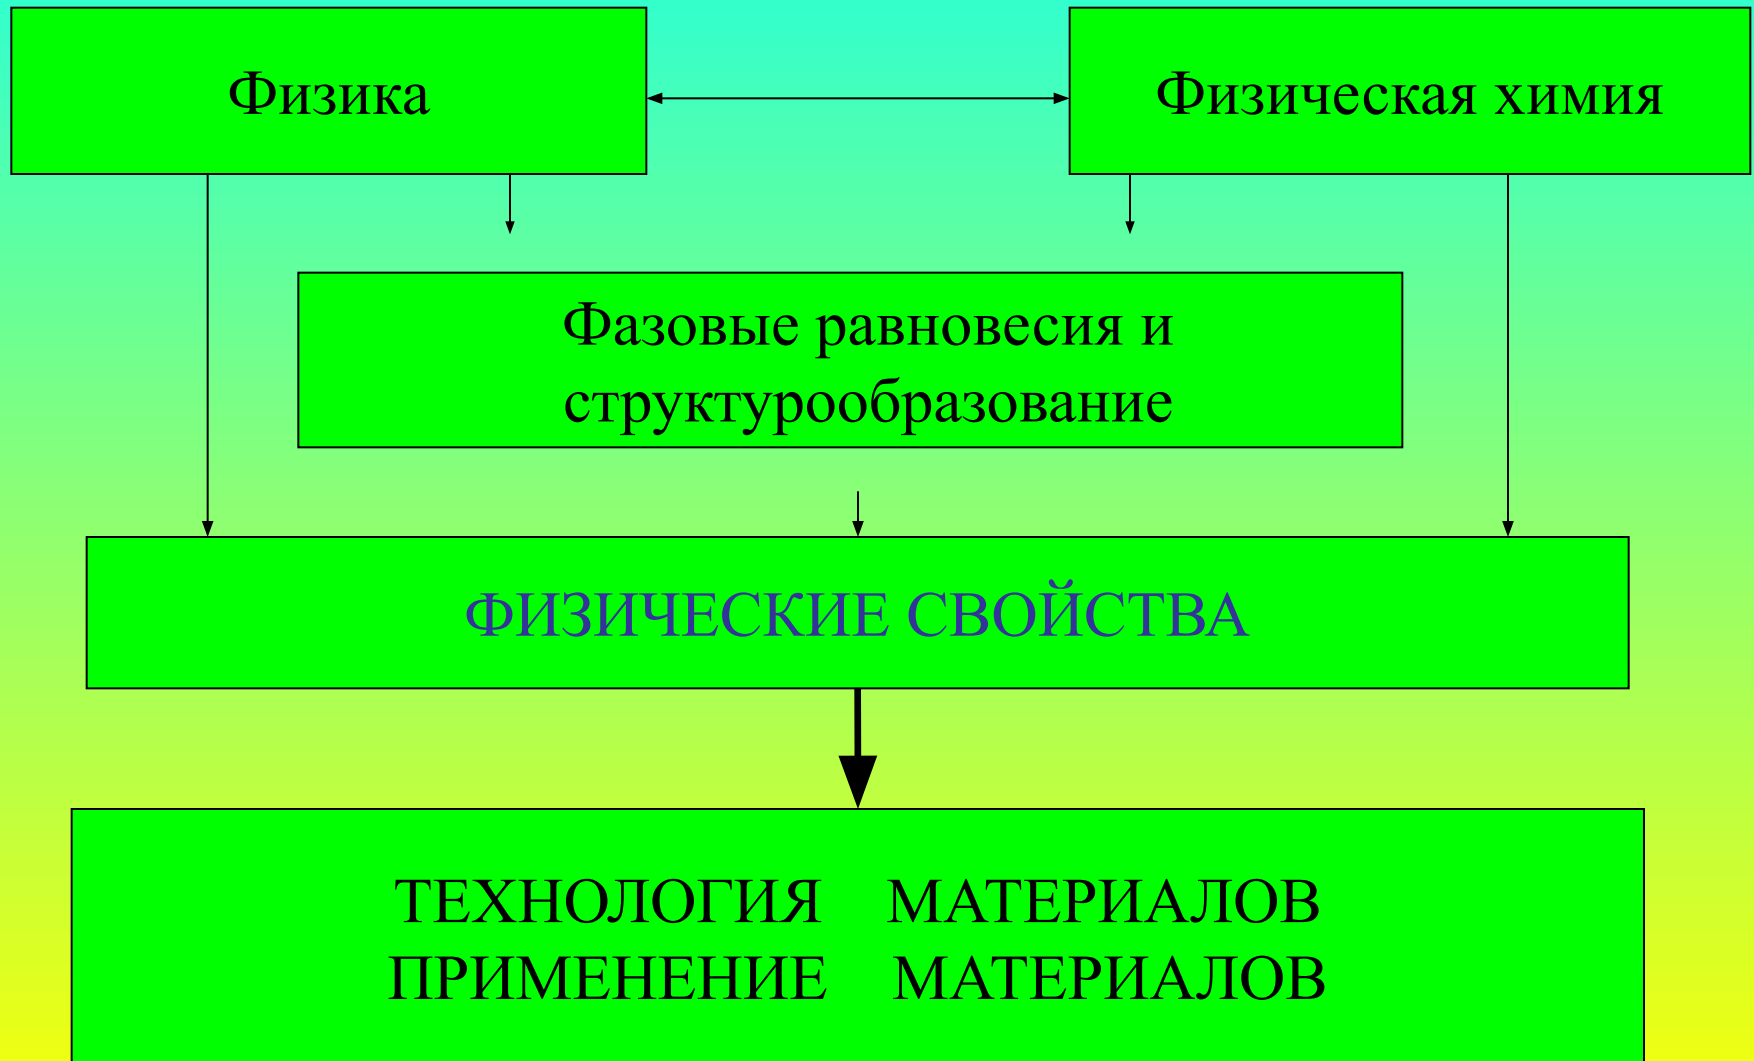 Физика
Физическая химия
Фазовые равновесия и
структурообразование
ФИЗИЧЕСКИЕ СВОЙСТВА
ТЕХНОЛОГИЯ МАТЕРИАЛОВ
ПРИМЕНЕНИЕ МАТЕРИАЛОВ